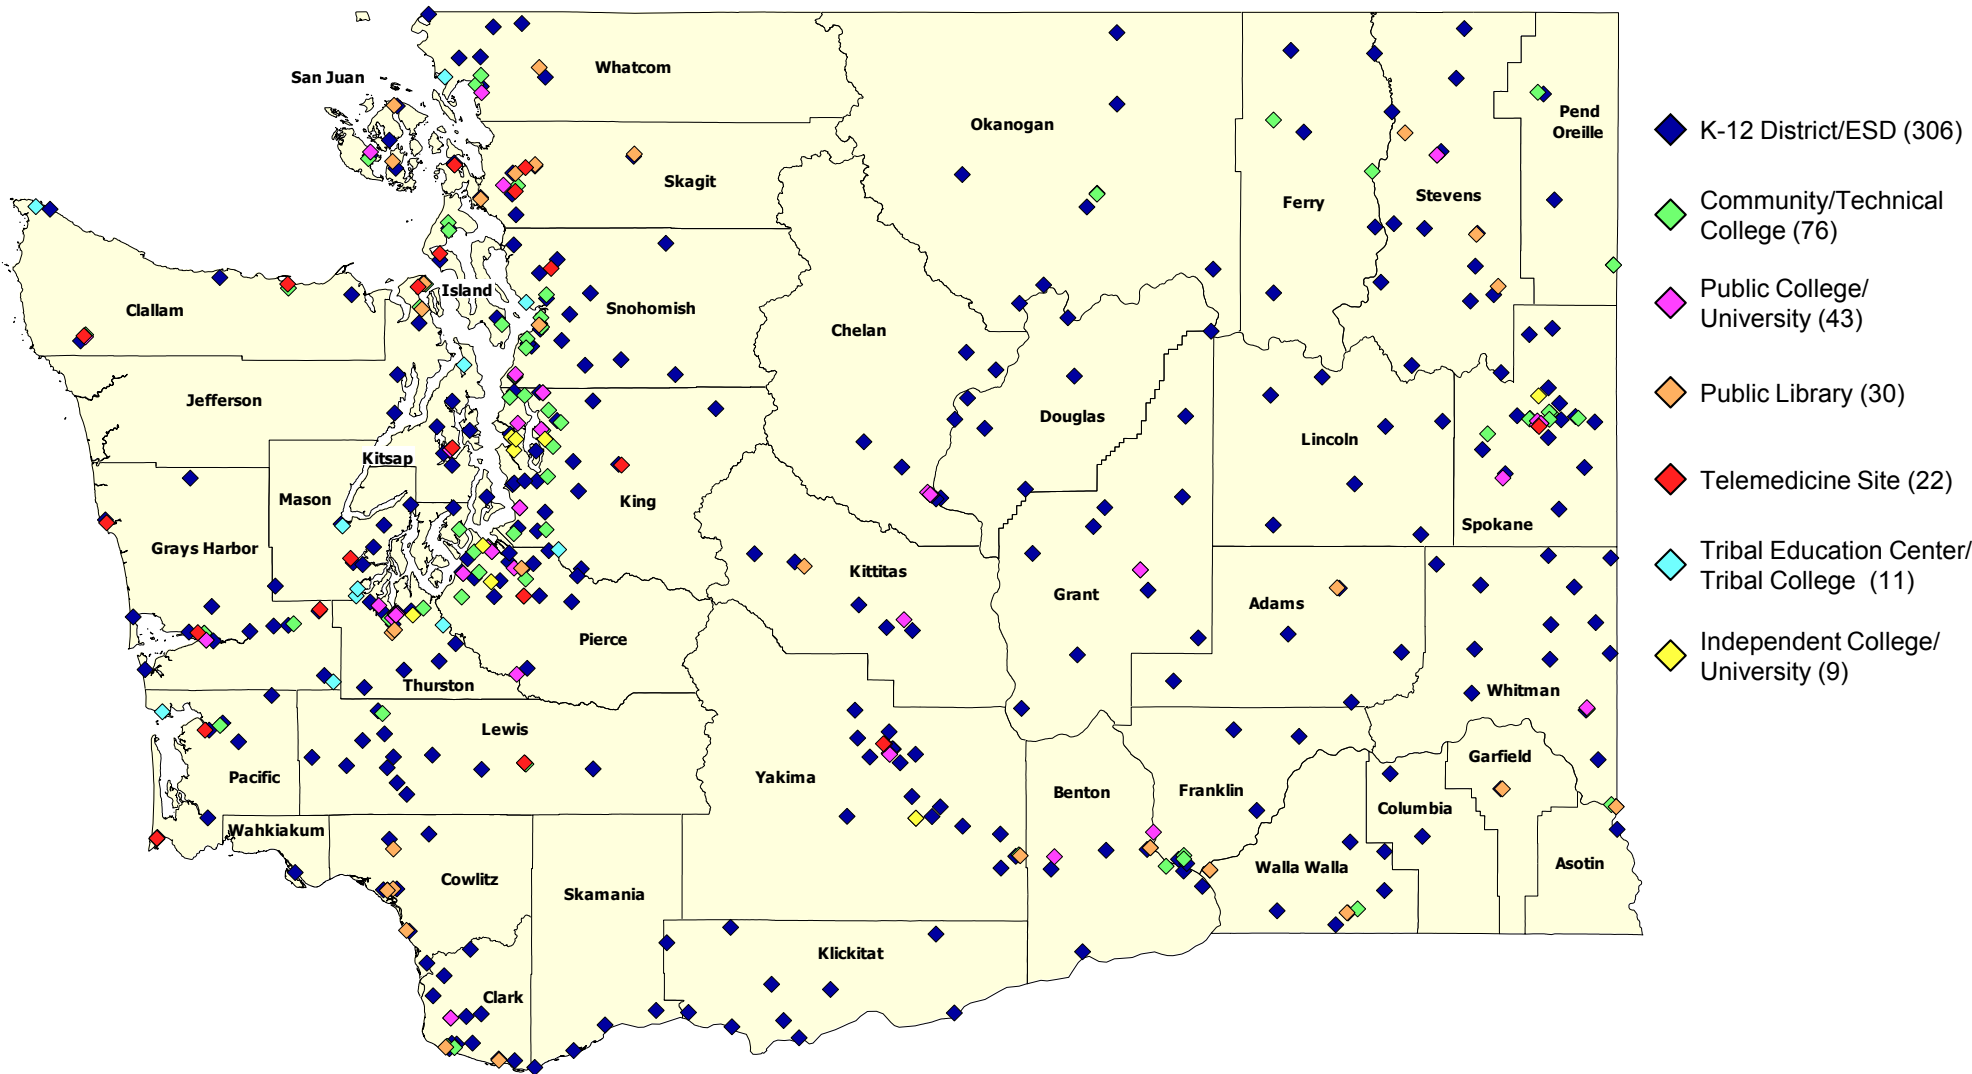 San Juan
Whatcom
Skagit
Okanogan
Ferry
Stevens
Pend
Oreille
Clallam
Island
Snohomish
Chelan
Jefferson
Douglas
Lincoln
Kitsap
Mason
King
Spokane
Grays Harbor
Kittitas
Grant
Adams
Pierce
Thurston
Whitman
Lewis
Pacific
Yakima
Benton
Franklin
Garfield
Columbia
Wahkiakum
Cowlitz
Skamania
Walla Walla
Asotin
Klickitat
Clark
K-12 District/ESD (306)
Community/Technical
College (76)
Public College/
University (43)
Public Library (30)
Telemedicine Site (22)
Tribal Education Center/
Tribal College (11)
Independent College/
University (9)